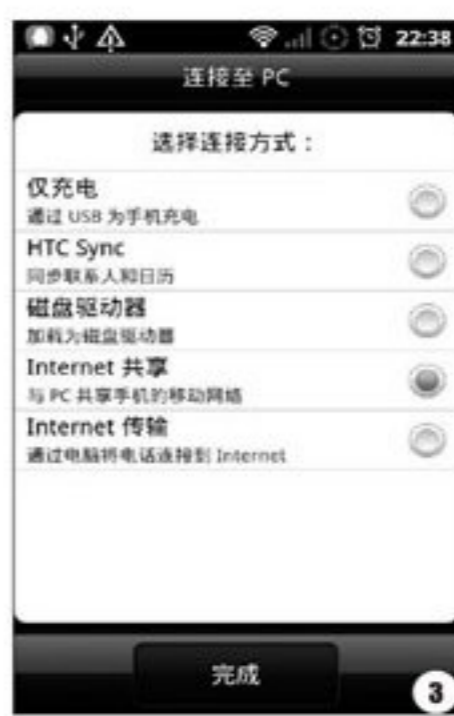 22:38
连接至 PC
选择连接方式：
仅充电
通过 USB 为手机充电
HTC Sync
同步联系人和日历
磁盘驱动器
加载为磁盘驱动器
Internet 共享
与 PC 共享手机的移动网络
Internet 传输
通过电脑将电话连接到 Internet
完成
3